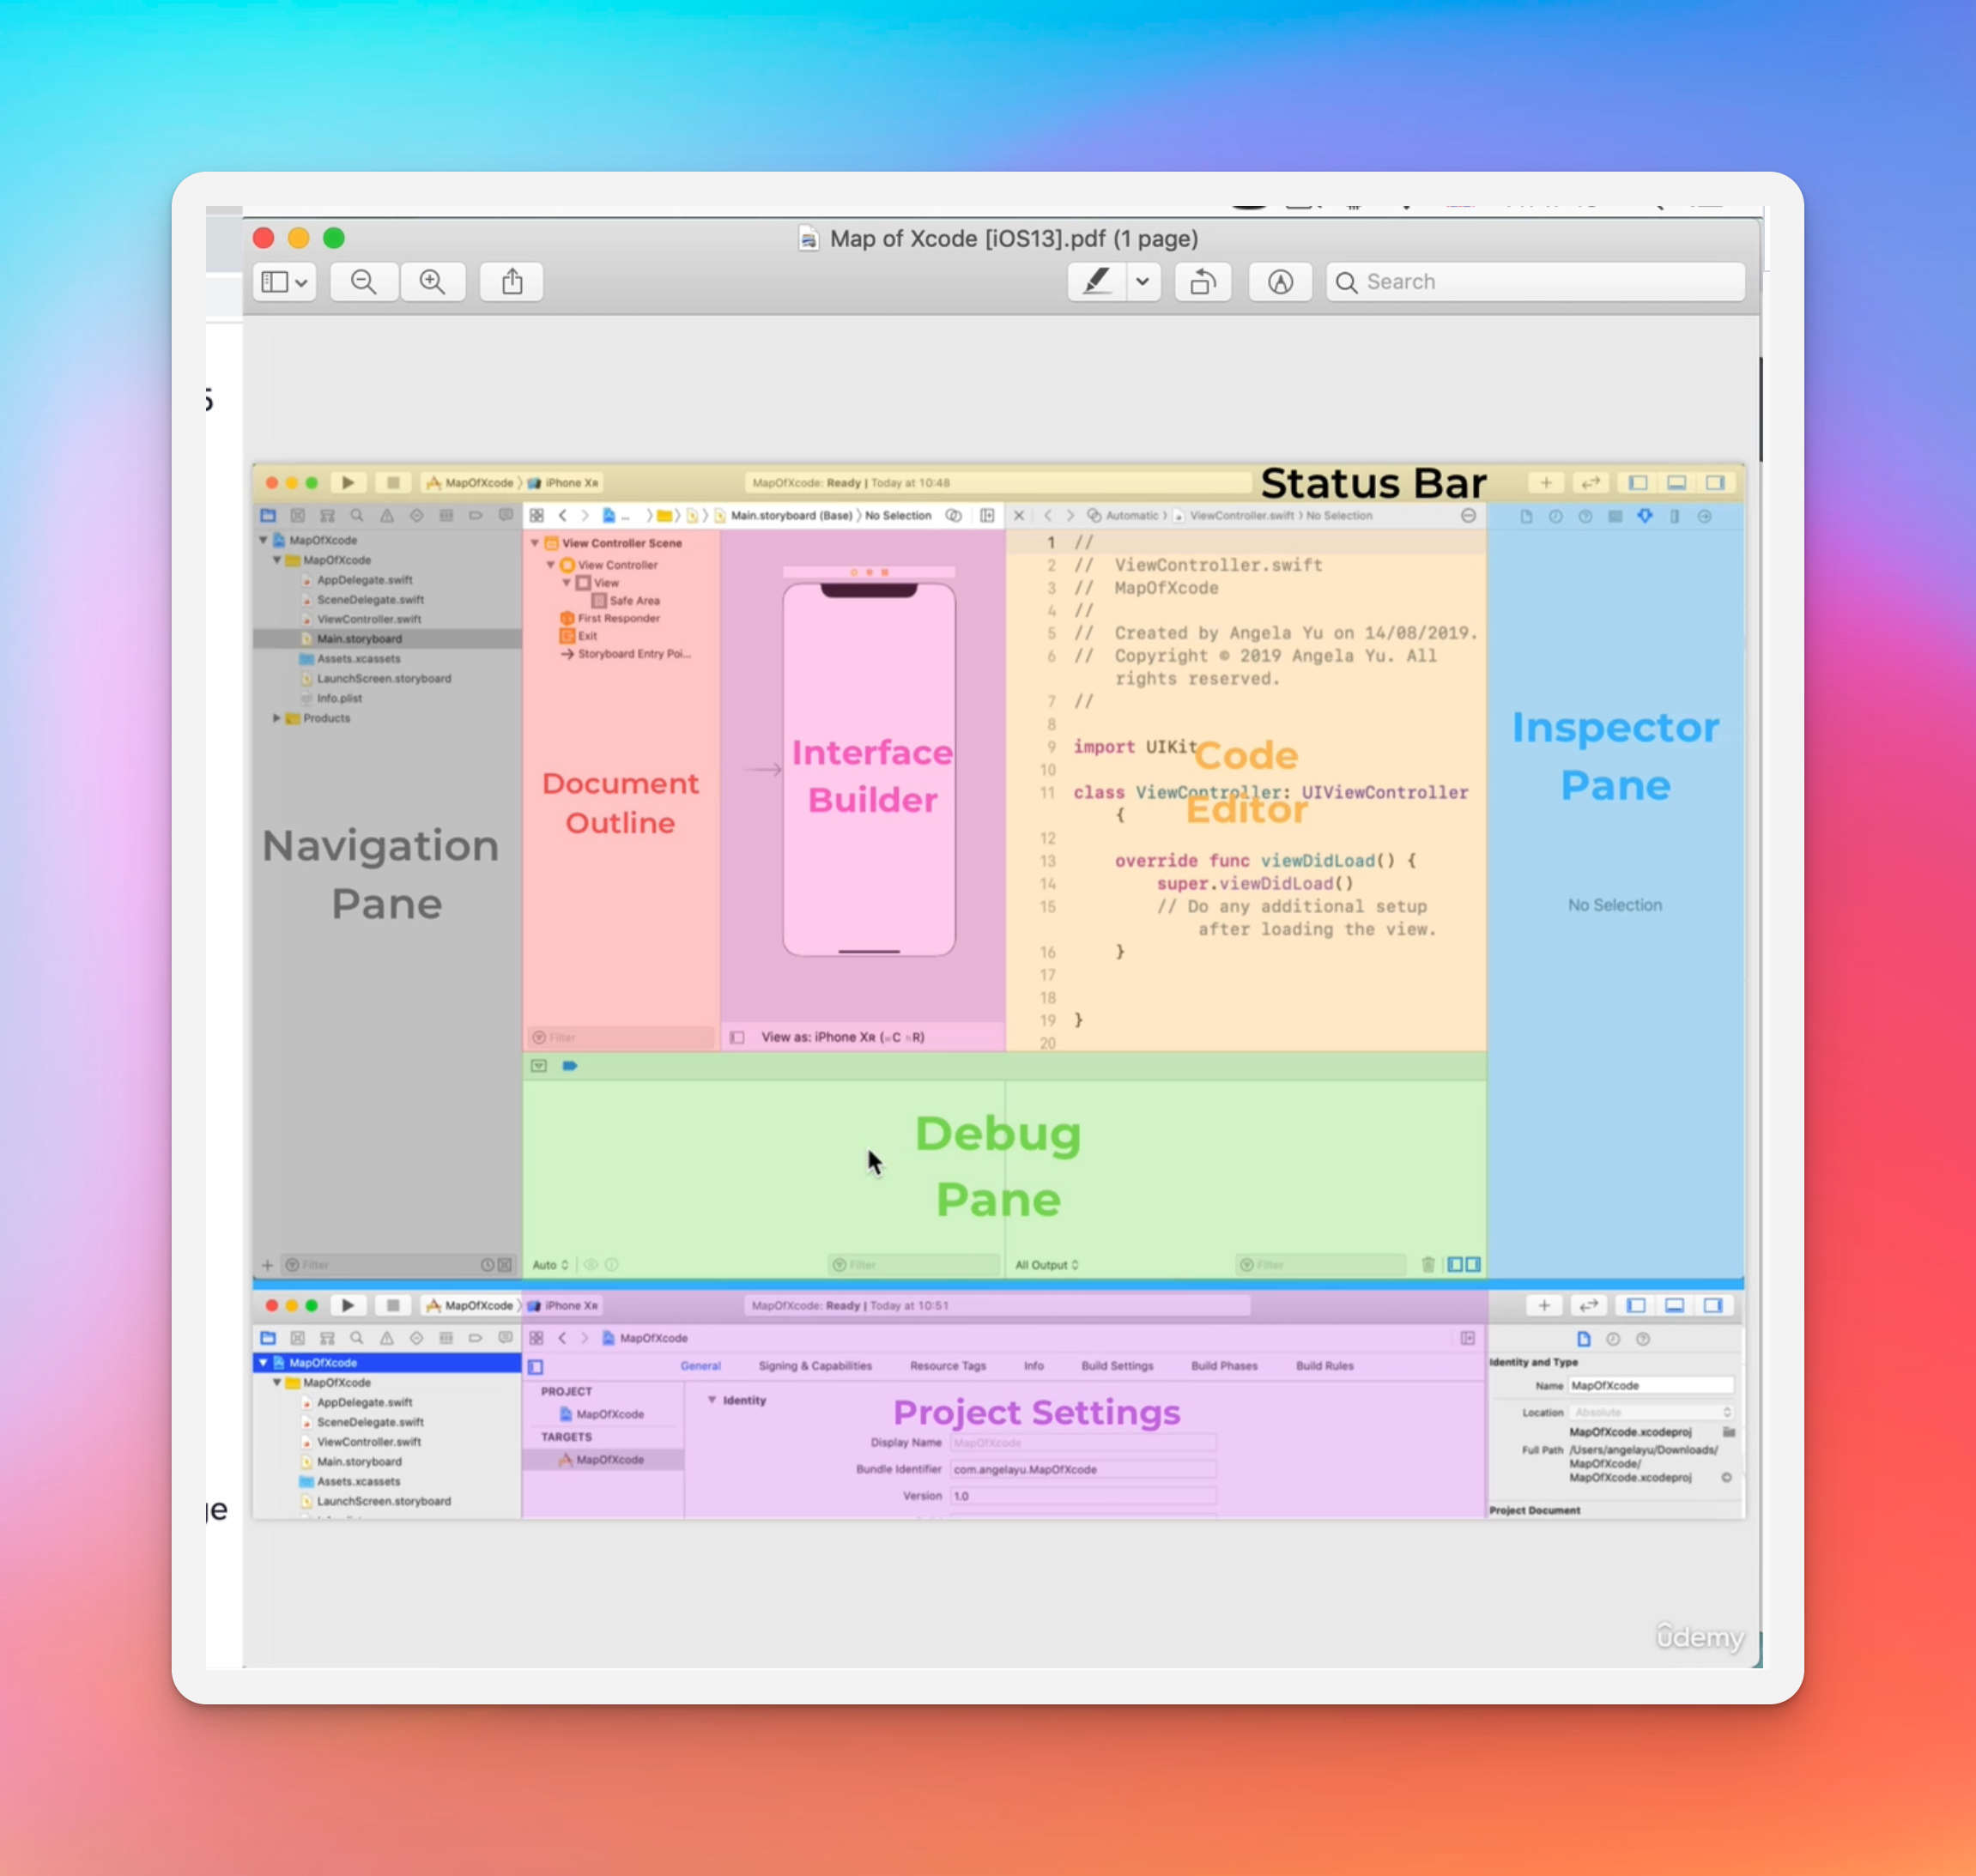 Map of Xcode [iOS13].pdf (1 page)
Search
5
MapOfXcode
iPhone XR
MapOfXcode: Ready | Today at 10:48
Status Bar
Main.storyboard (Base)
No Selection
Automatic
ViewController.swift
No Selection
MapOfXcode
MapOfXcode
AppDelegate.swift
SceneDelegate.swift
ViewController.swift
Main.storyboard
Assets.xcassets
LaunchScreen.storyboard
Info.plist
Products
Navigation
Pane
Filter
View Controller Scene
View Controller
View
Safe Area
First Responder
Exit
Storyboard Entry Poi...
Document
Outline
Filter
Interface
Builder
View as: iPhone XR (wC hR)
1 //
2 // ViewController.swift
3 // MapOfXcode
4 //
5 // Created by Angela Yu on 14/08/2019.
6 // Copyright © 2019 Angela Yu. All
rights reserved.
7 //
8
9 import UIKit
10
11 class ViewController: UIViewController
{
12
13 override func viewDidLoad() {
14 super.viewDidLoad()
15 // Do any additional setup
after loading the view.
16 }
17
18
19 }
20
Code
Editor
Inspector
Pane
No Selection
Debug
Pane
Auto
Filter
All Output
Filter
MapOfXcode
iPhone XR
MapOfXcode: Ready | Today at 10:51
MapOfXcode
MapOfXcode
AppDelegate.swift
SceneDelegate.swift
ViewController.swift
Main.storyboard
Assets.xcassets
LaunchScreen.storyboard
MapOfXcode
General
Signing & Capabilities
Resource Tags
Info
Build Settings
Build Phases
Build Rules
PROJECT
MapOfXcode
TARGETS
MapOfXcode
Identity
Project Settings
Display Name MapOfXcode
Bundle Identifier com.angelayu.MapOfXcode
Version 1.0
Identity and Type
Name MapOfXcode
Location Absolute
MapOfXcode.xcodeproj
Full Path /Users/angelayu/Downloads/
MapOfXcode/
MapOfXcode.xcodeproj
Project Document
ge
ûdemy